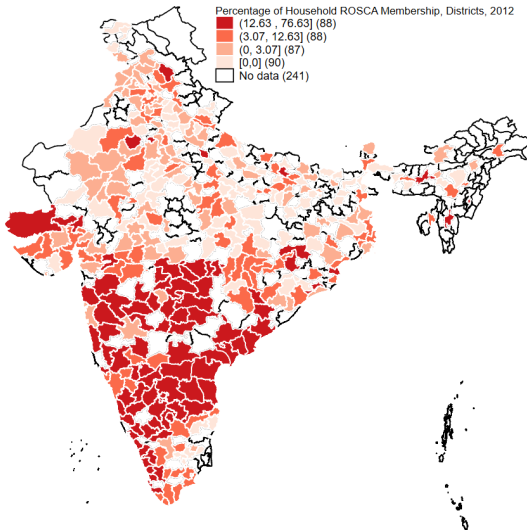 Percentage of Household ROSCA Membership, Districts, 2012
(12.63 , 76.63] (88)
(3.07, 12.63] (88)
(0, 3.07] (87)
[0,0] (90)
No data (241)